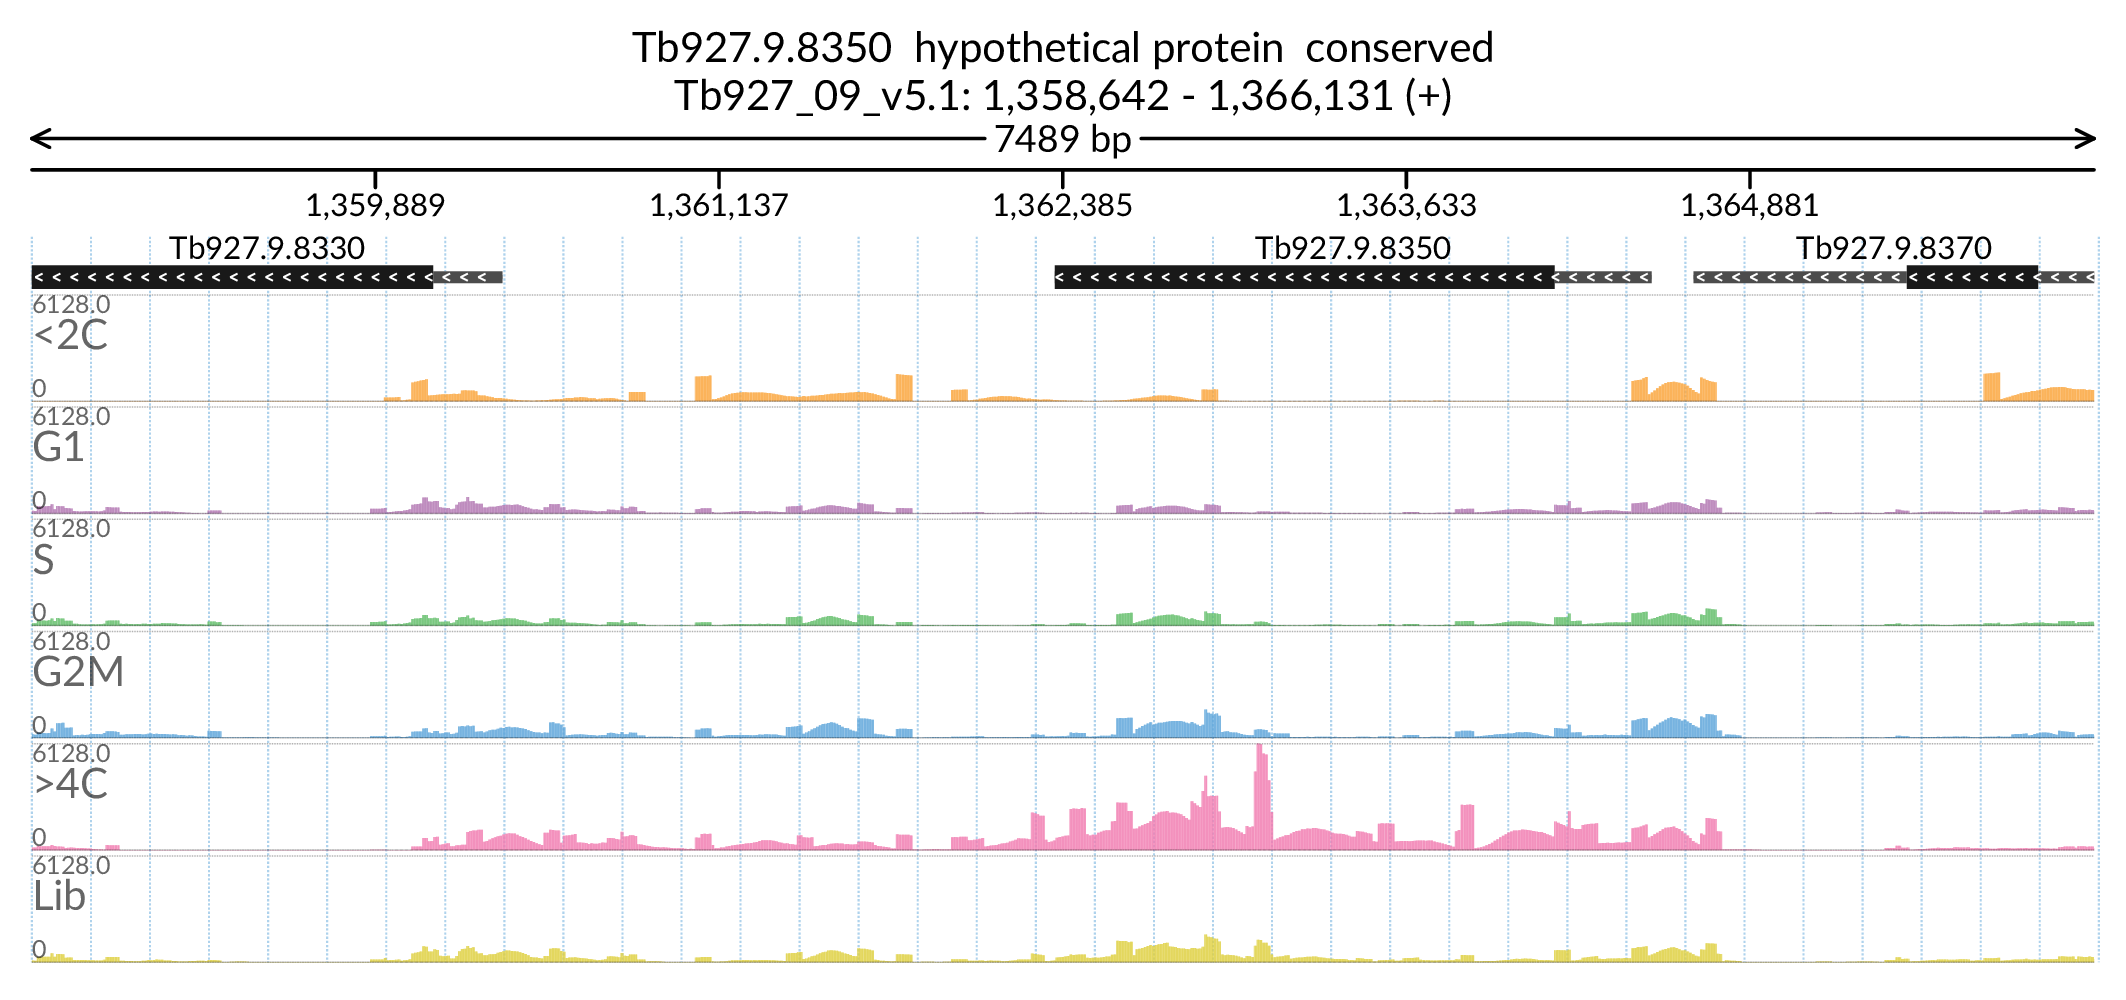 Tb927.9.8350  hypothetical protein  conserved
Tb927_09_v5.1: 1,358,642 - 1,366,131 (+)
7489 bp
1,359,889 1,361,137 1,362,385 1,363,633 1,364,881
Tb927.9.8330 Tb927.9.8350 Tb927.9.8370
6128.0
<2C
0
6128.0
G1
0
6128.0
S
0
6128.0
G2M
0
6128.0
>4C
0
6128.0
Lib
0